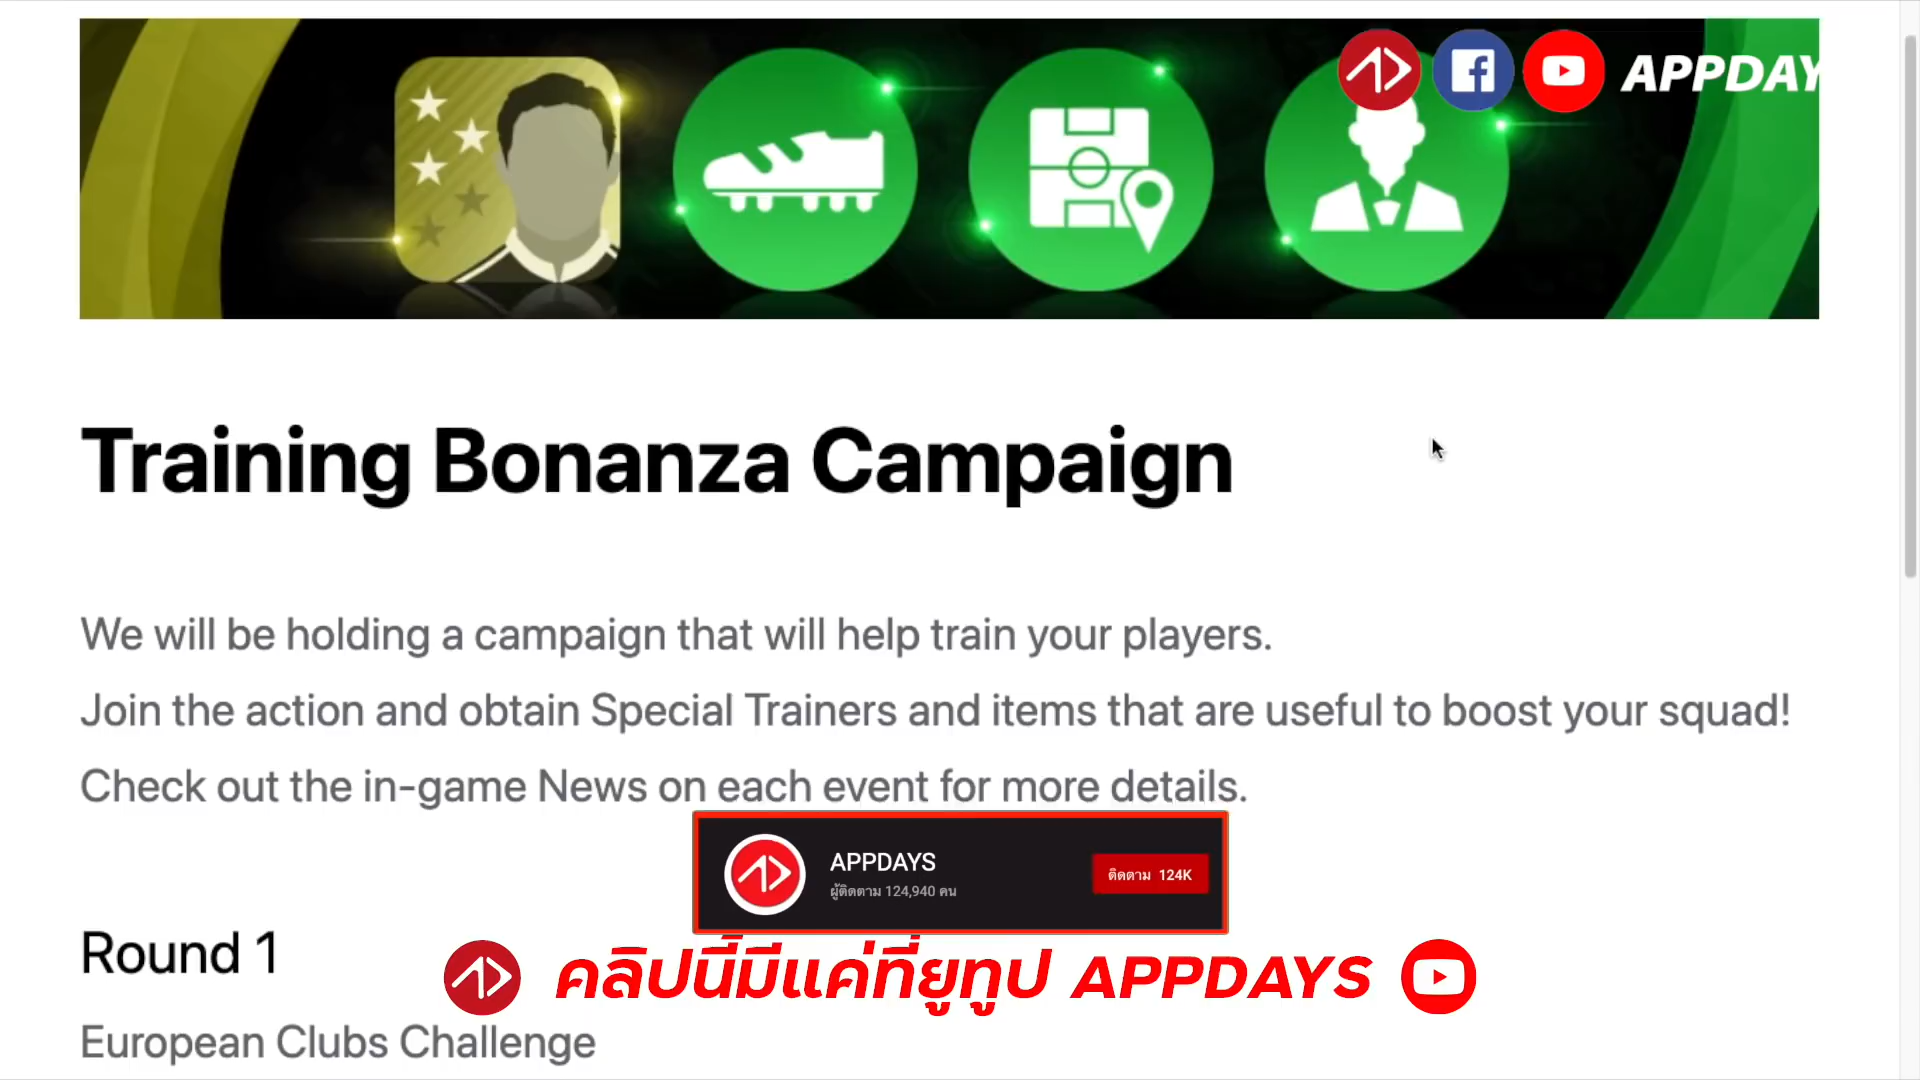 APPDAY
Training Bonanza Campaign
We will be holding a campaign that will help train your players.
Join the action and obtain Special Trainers and items that are useful to boost your squad!
Check out the in-game News on each event for more details.
APPDAYS
ผู้ติดตาม 124,940 คน
ติดตาม 124K
Round 1
คลิปนี้มีแค่ที่ยูทูป APPDAYS
European Clubs Challenge